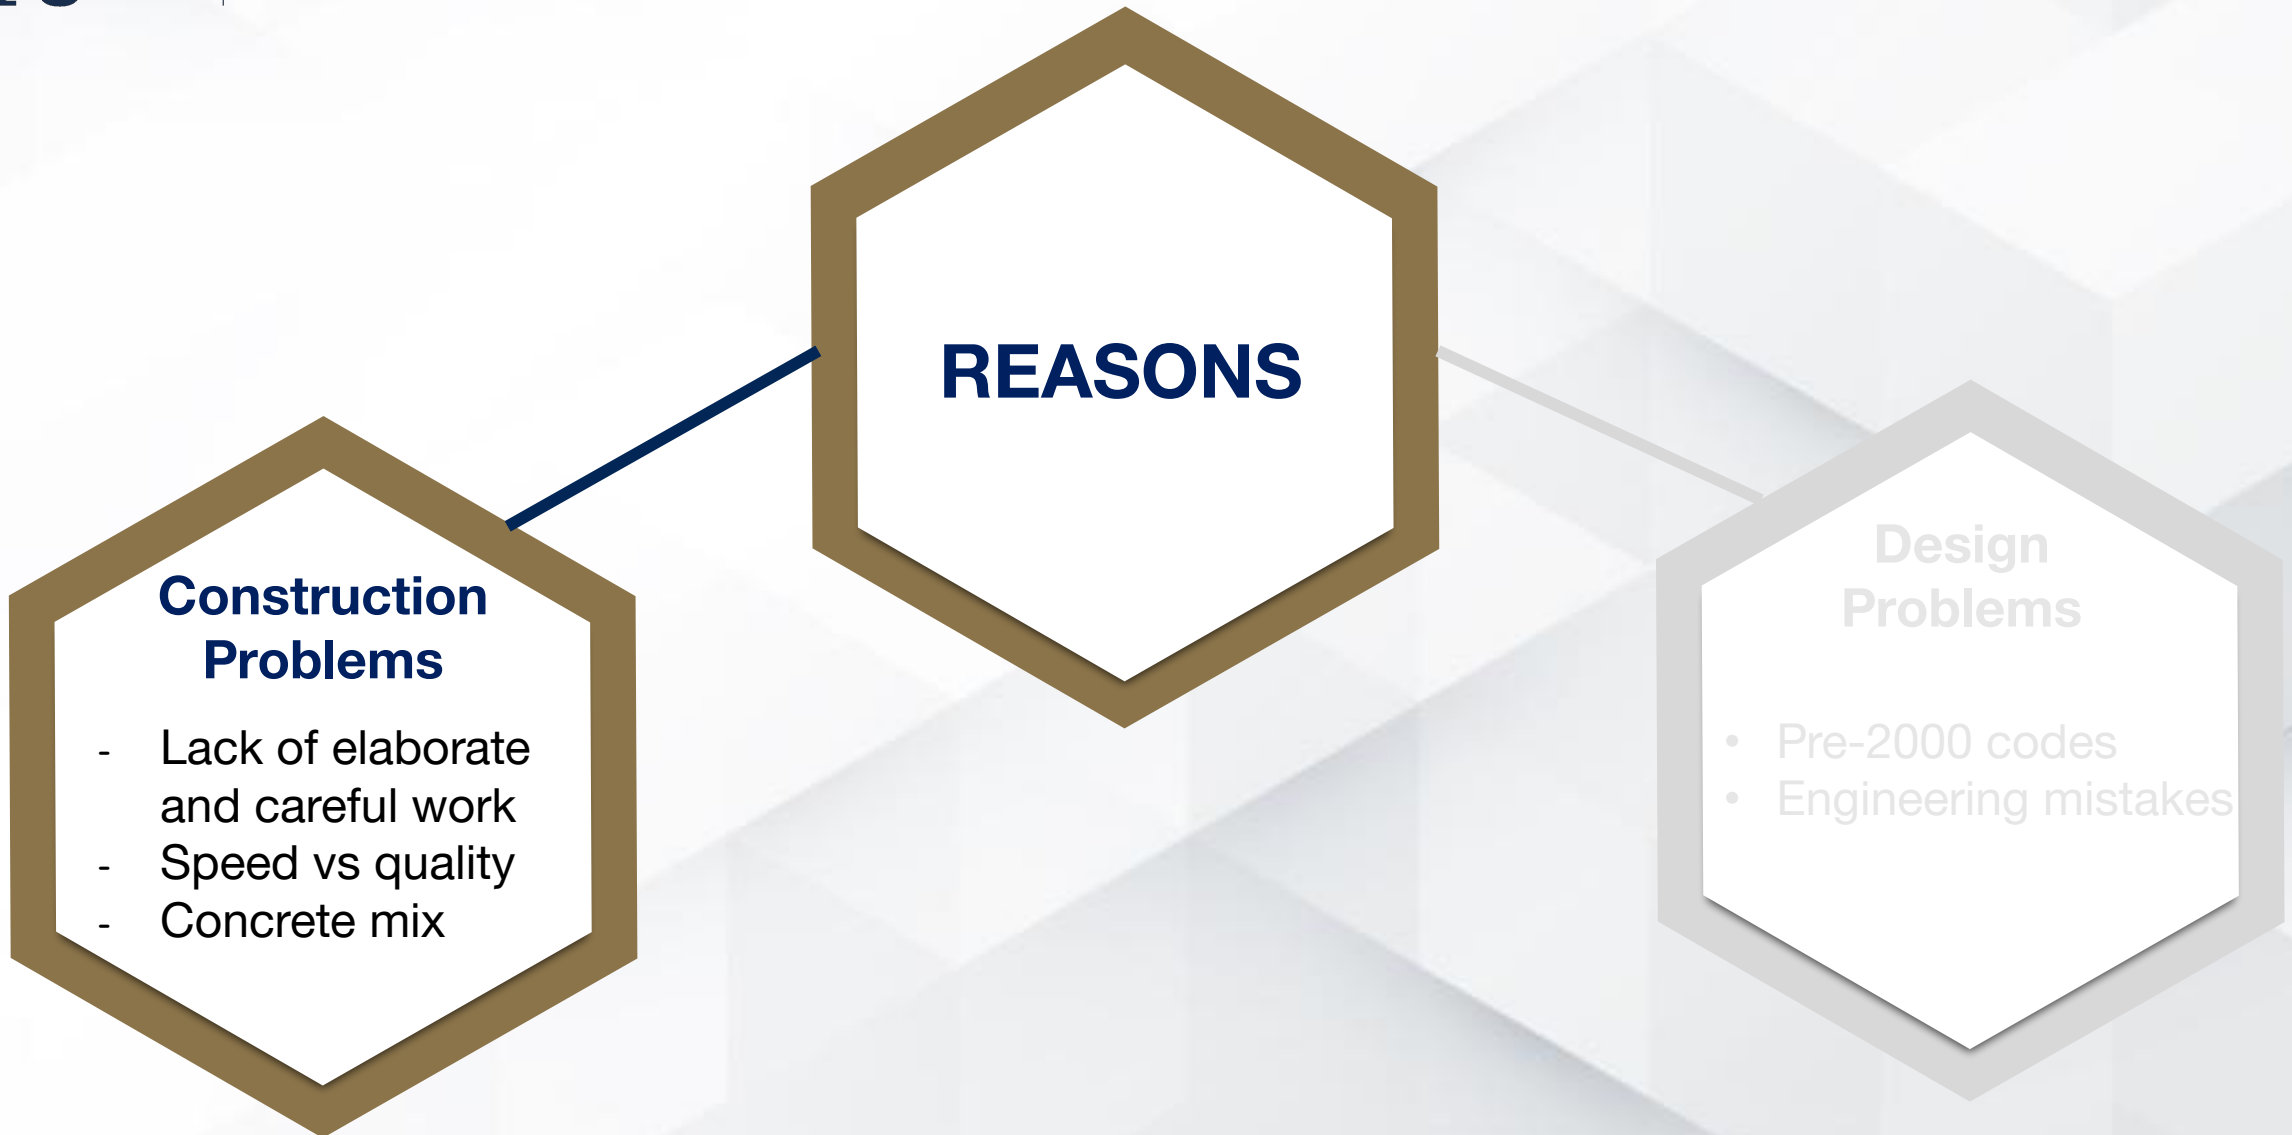 REASONS
Construction
Problems
- Lack of elaborate
and careful work
- Speed vs quality
- Concrete mix
Design
Problems
• Pre-2000 codes
• Engineering mistakes